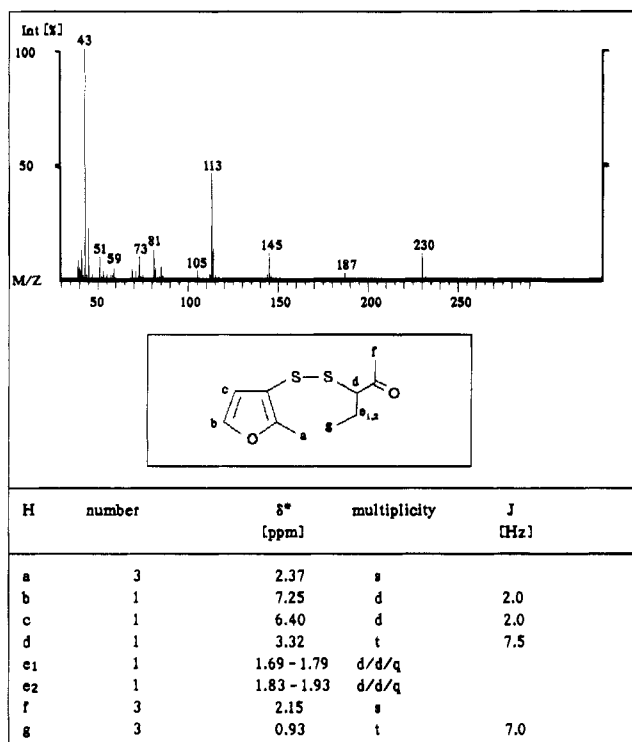 Int [%]
100
43
50
113
51
59
73
81
105
145
187
230
M/Z
50
100
150
200
250
f
S — S
d
c
O
e1,2
b
g
O
a
H number δ* multiplicity J
[ppm] [Hz]
a 3 2.37 s
b 1 7.25 d 2.0
c 1 6.40 d 2.0
d 1 3.32 t 7.5
e1 1 1.69 - 1.79 d/d/q
e2 1 1.83 - 1.93 d/d/q
f 3 2.15 s
g 3 0.93 t 7.0